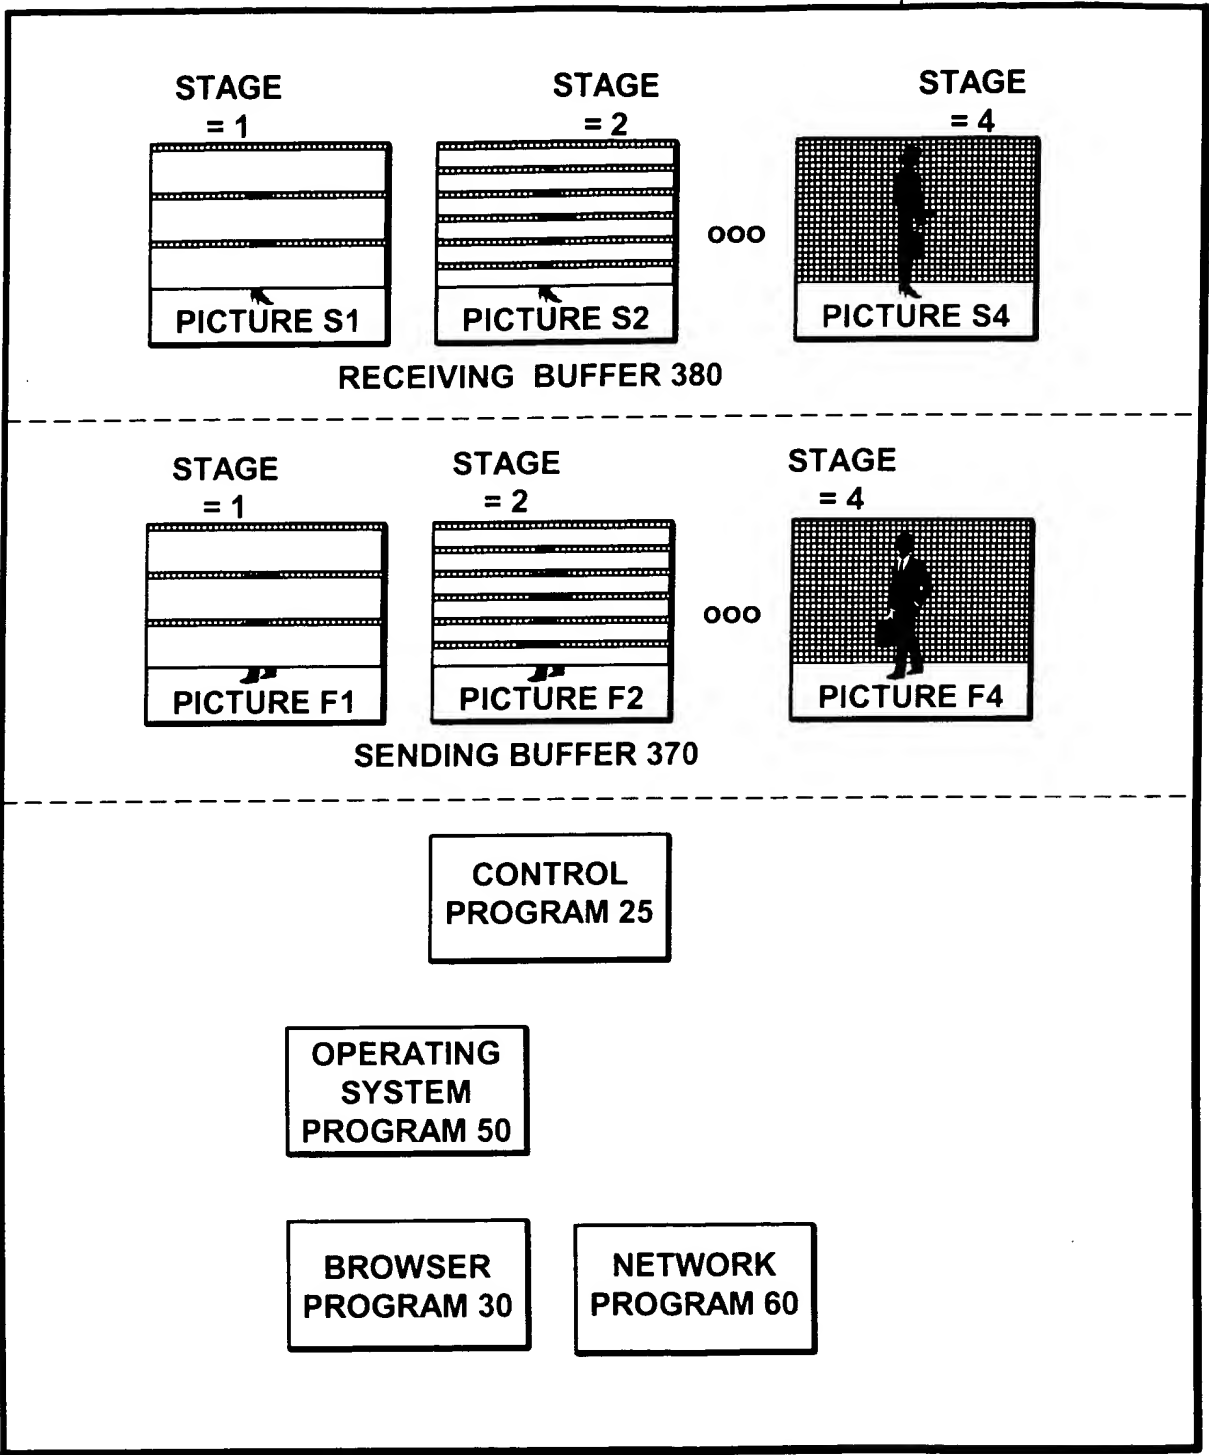 STAGE
= 1
STAGE
= 2
STAGE
= 4
ooo
PICTURE S1
PICTURE S2
PICTURE S4
RECEIVING BUFFER 380
STAGE
= 1
STAGE
= 2
STAGE
= 4
ooo
PICTURE F1
PICTURE F2
PICTURE F4
SENDING BUFFER 370
CONTROL
PROGRAM 25
OPERATING
SYSTEM
PROGRAM 50
BROWSER
PROGRAM 30
NETWORK
PROGRAM 60